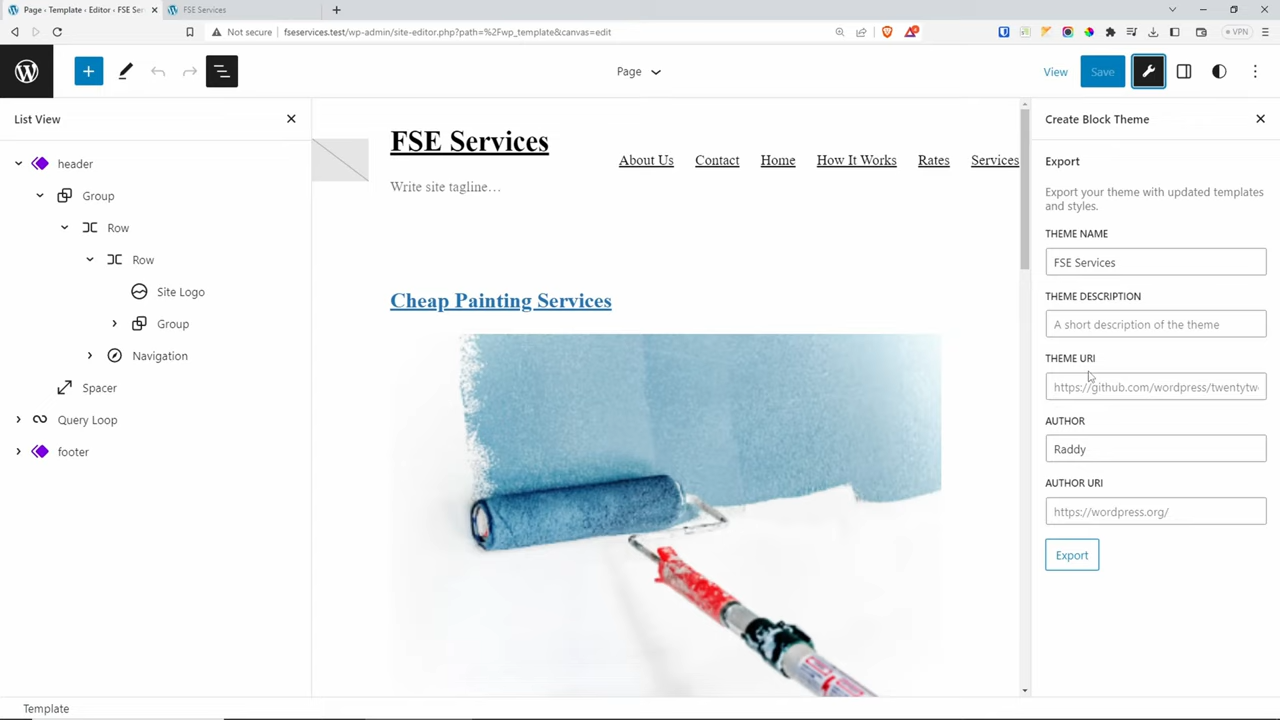 Page ‹ Template ‹ Editor ‹ FSE Ser
FSE Services
Not secure
fseservices.test/wp-admin/site-editor.php?path=%2Fwp_template&canvas=edit
VPN
Page
View
Save
List View
header
Group
Row
Row
Site Logo
Group
Navigation
Spacer
Query Loop
footer
FSE Services
Write site tagline…
About Us
Contact
Home
How It Works
Rates
Services
Cheap Painting Services
Create Block Theme
Export
Export your theme with updated templates
and styles.
THEME NAME
FSE Services
THEME DESCRIPTION
A short description of the theme
THEME URI
https://github.com/wordpress/twentytw
AUTHOR
Raddy
AUTHOR URI
https://wordpress.org/
Export
Template